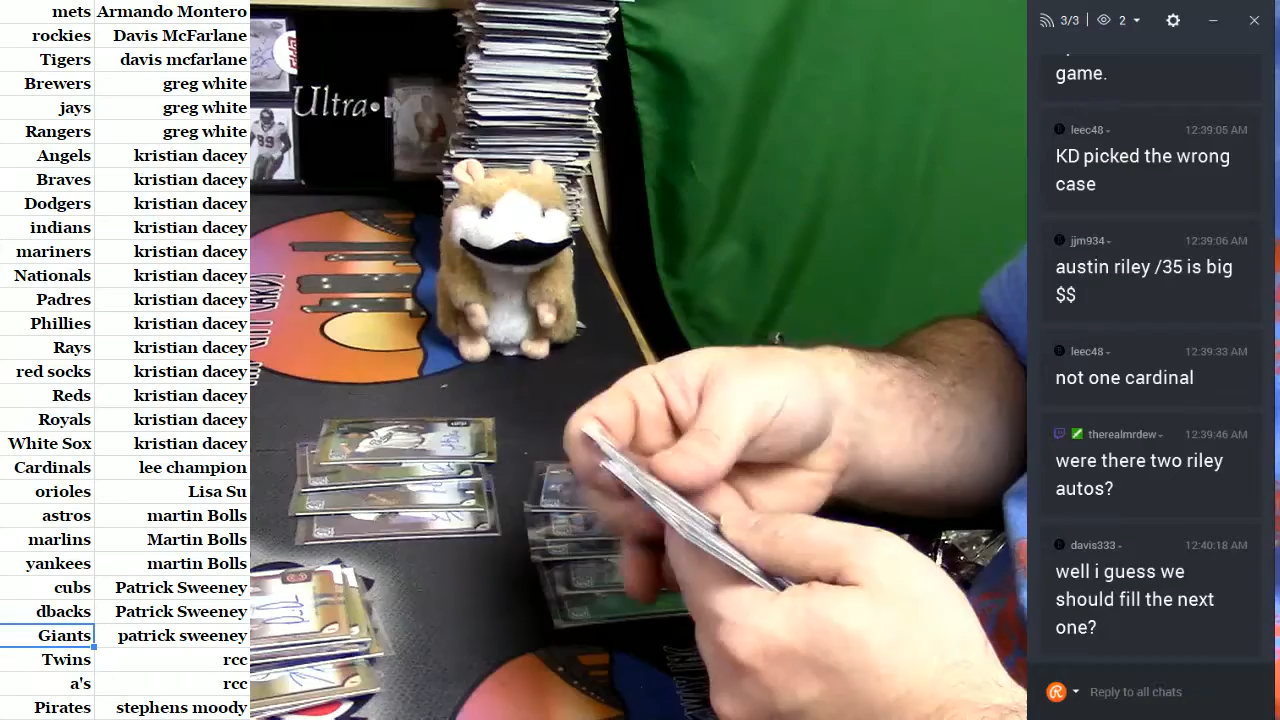 mets Armando Montero
rockies Davis McFarlane
Tigers davis mcfarlane
Brewers greg white
jays greg white
Rangers greg white
Angels kristian dacey
Braves kristian dacey
Dodgers kristian dacey
indians kristian dacey
mariners kristian dacey
Nationals kristian dacey
Padres kristian dacey
Phillies kristian dacey
Rays kristian dacey
red socks kristian dacey
Reds kristian dacey
Royals kristian dacey
White Sox kristian dacey
Cardinals lee champion
orioles Lisa Su
astros martin Bolls
marlins Martin Bolls
yankees martin Bolls
cubs Patrick Sweeney
dbacks Patrick Sweeney
Giants patrick sweeney
Twins rcc
a's rcc
Pirates stephens moody
Ultra
99
3/3 2
game.
leec48 12:39:05 AM
KD picked the wrong
case
jjm934 12:39:06 AM
austin riley /35 is big
$$
leec48 12:39:33 AM
not one cardinal
therealmrdew 12:39:46 AM
were there two riley
autos?
davis333 12:40:18 AM
well i guess we
should fill the next
one?
Reply to all chats